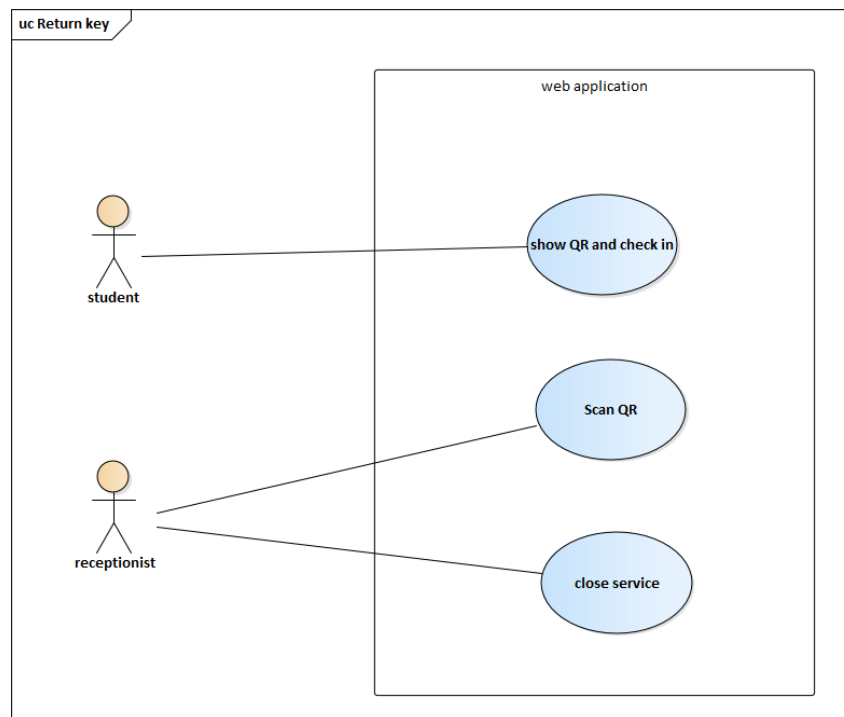 uc Return key
web application
show QR and check in
student
Scan QR
receptionist
close service